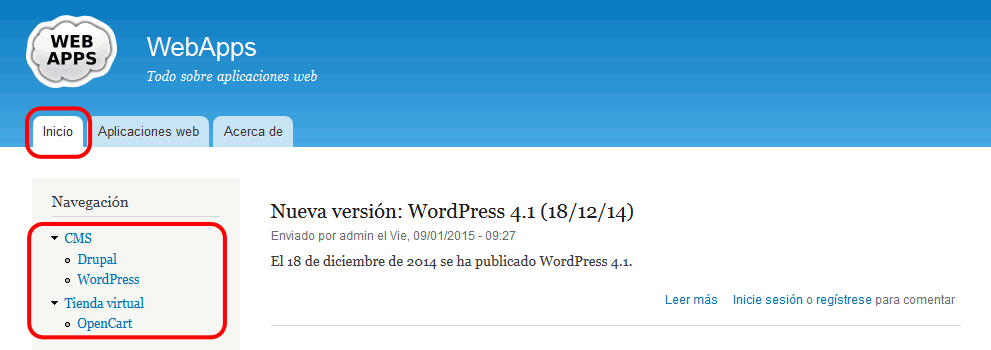 WEB
APPS
WebApps
Todo sobre aplicaciones web
Inicio Aplicaciones web Acerca de
Navegación
CMS
Drupal
WordPress
Tienda virtual
OpenCart
Nueva versión: WordPress 4.1 (18/12/14)
Enviado por admin el Vie, 09/01/2015 - 09:27
El 18 de diciembre de 2014 se ha publicado WordPress 4.1.
Leer más Inicie sesión o regístrese para comentar